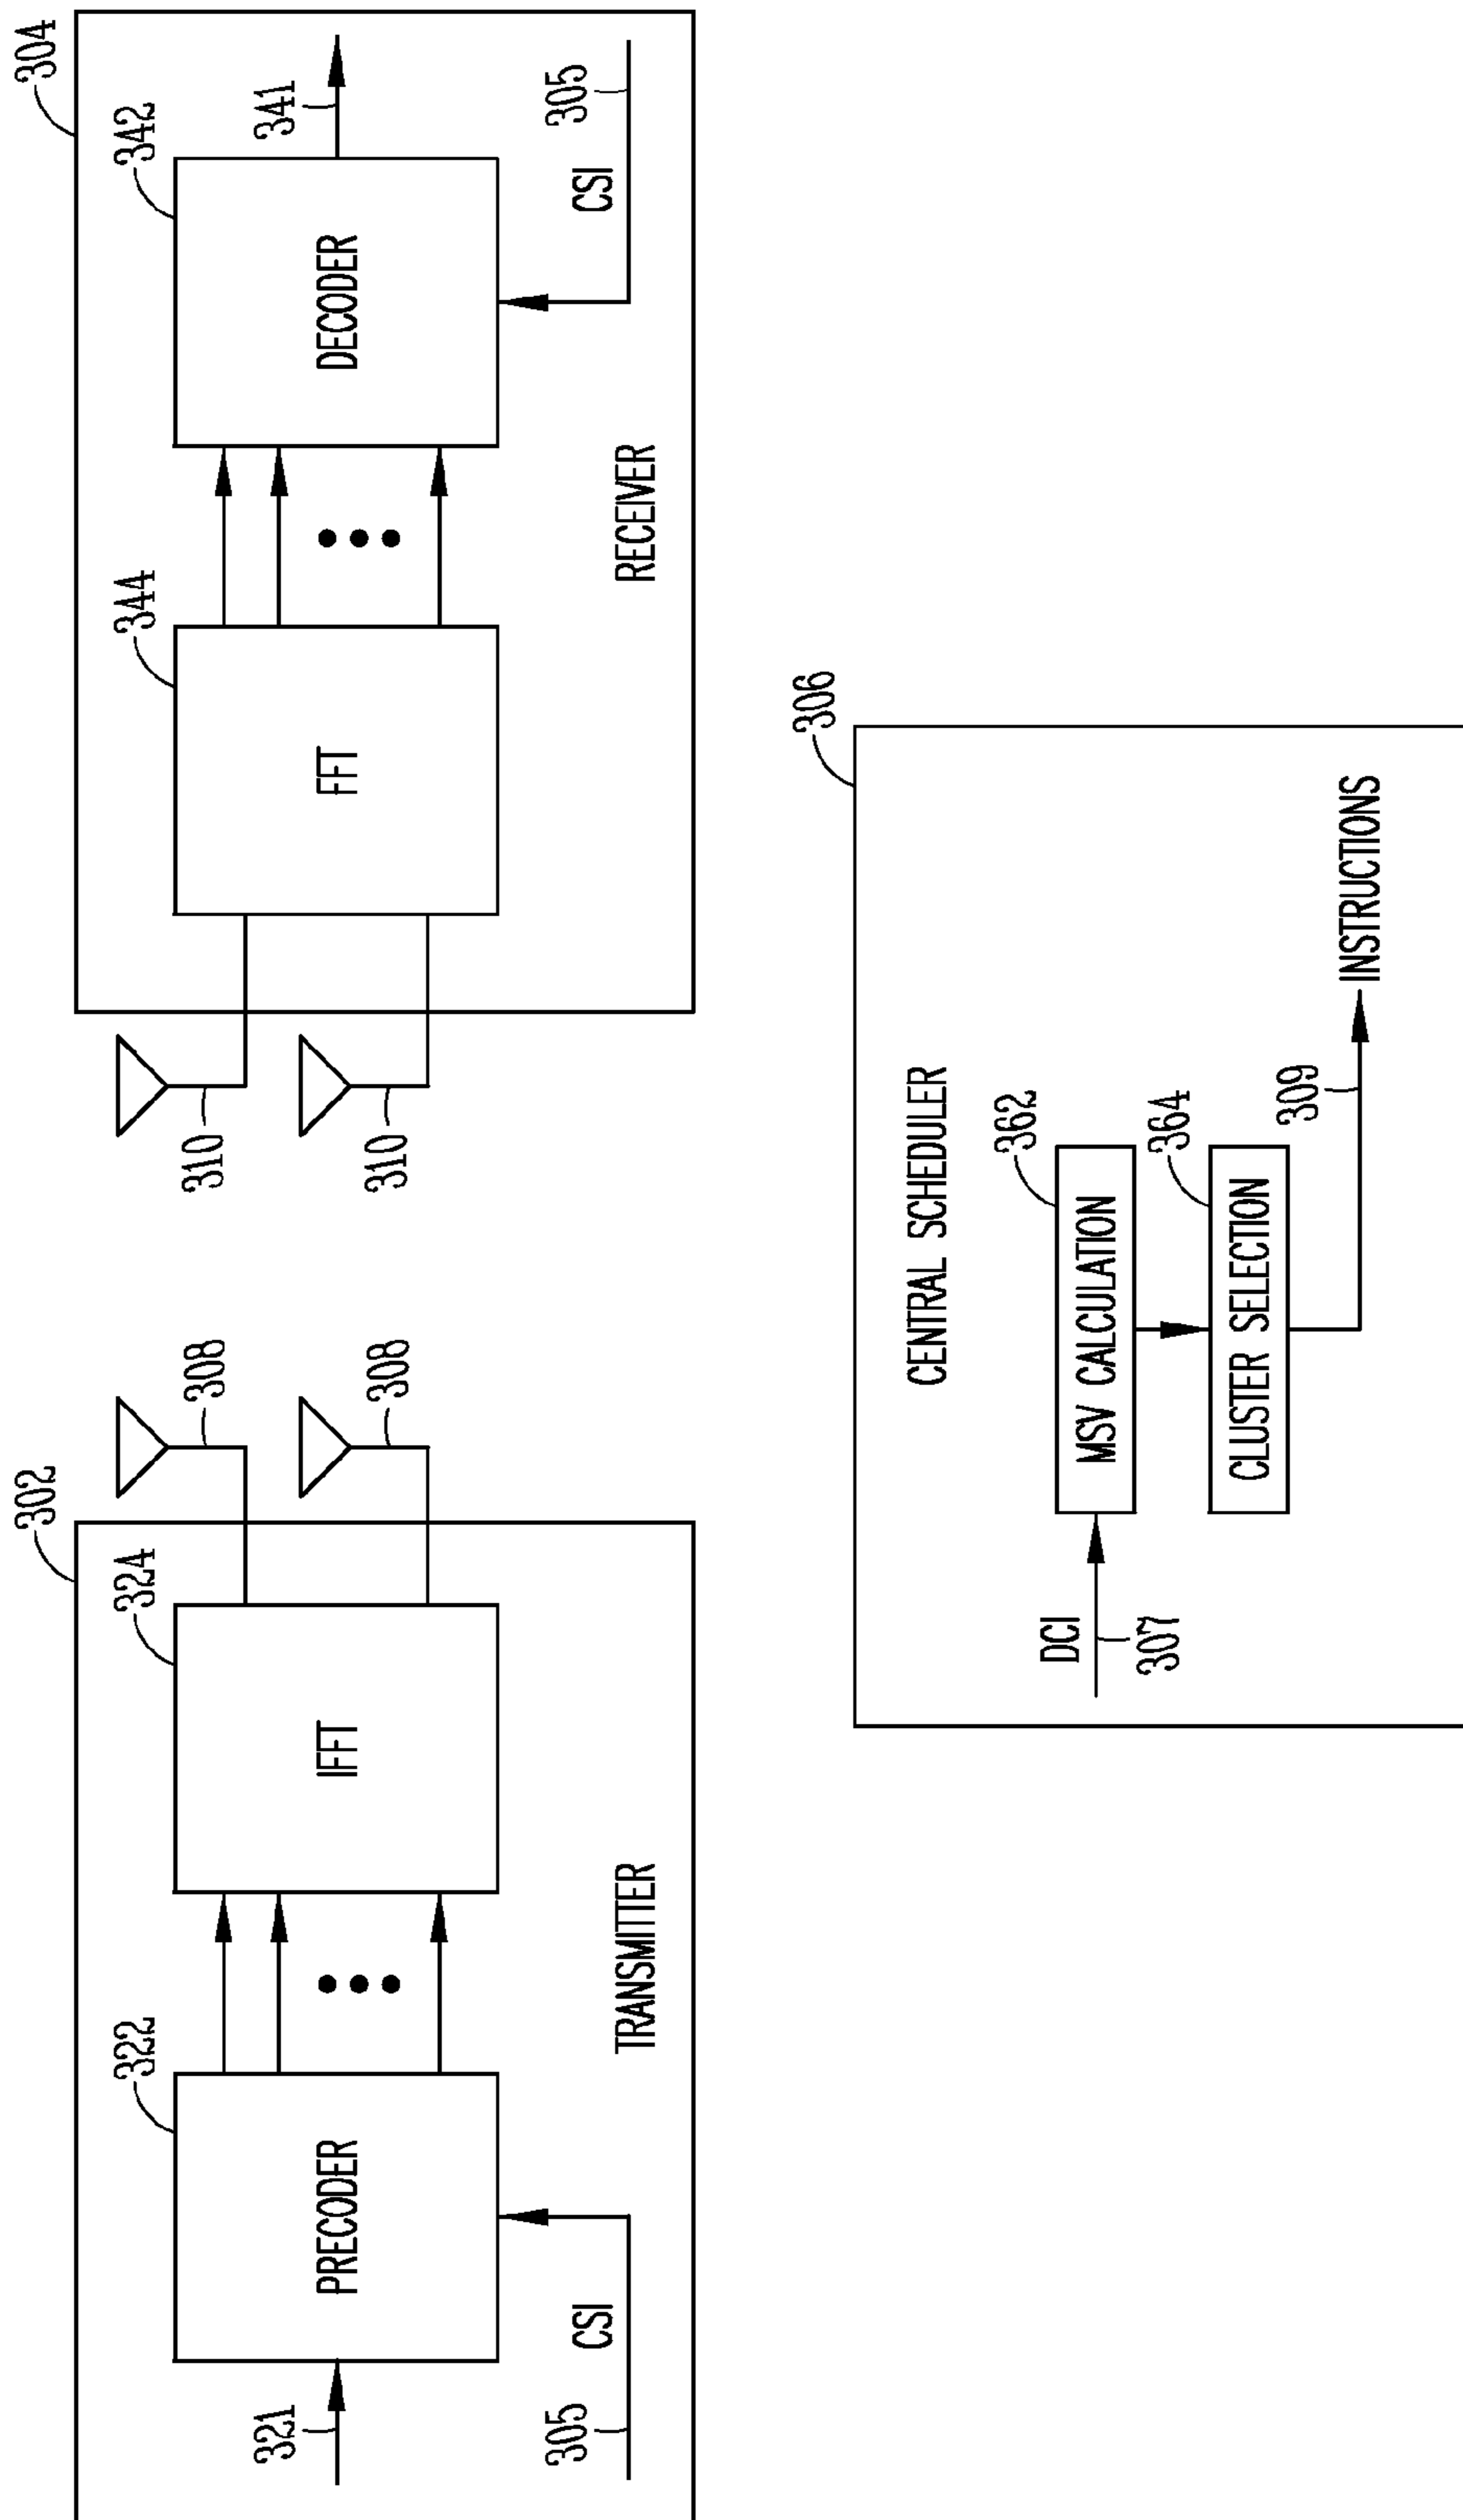 302
308
308
324
322
321
IFFT
PRECODER
CSI
305
TRANSMITTER
304
342
344
341
310
310
FFT
DECODER
CSI
305
RECEIVER
306
CENTRAL SCHEDULER
DCI
307
362
MSV CALCULATION
364
CLUSTER SELECTION
309
INSTRUCTIONS